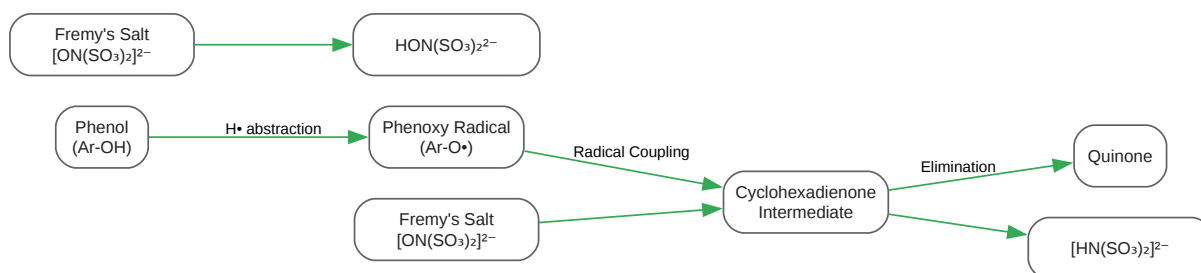 Fremy's Salt
[ON(SO₃)₂]²⁻
HON(SO₃)₂²⁻
Phenol
(Ar-OH)
H• abstraction
Phenoxy Radical
(Ar-O•)
Radical Coupling
Fremy's Salt
[ON(SO₃)₂]²⁻
Cyclohexadienone
Intermediate
Elimination
Quinone
[HN(SO₃)₂]²⁻